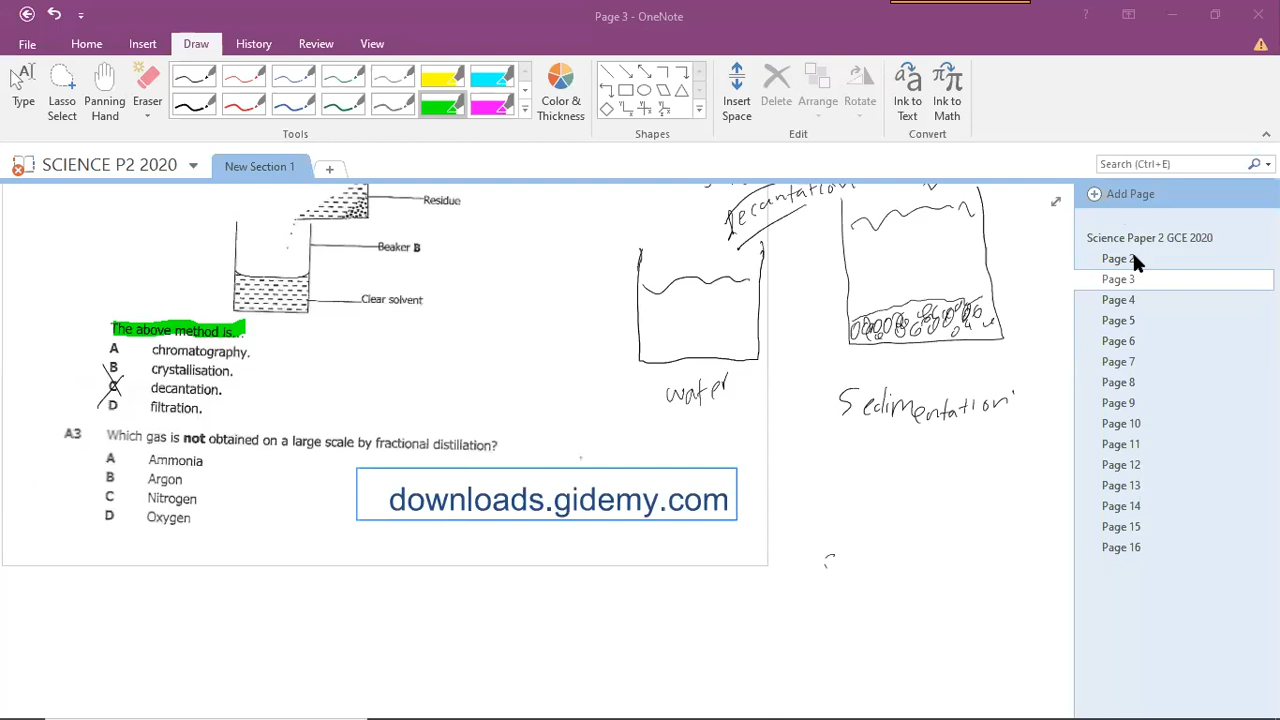 Page 3 - OneNote
File
Home
Insert
Draw
History
Review
View
Type
Lasso Select
Panning Hand
Eraser
Color & Thickness
Insert Space
Delete
Arrange
Rotate
Ink to Text
Ink to Math
Tools
Shapes
Edit
Convert
SCIENCE P2 2020
New Section 1
Search (Ctrl+E)
Add Page
Science Paper 2 GCE 2020
Page 2
Page 3
Page 4
Page 5
Page 6
Page 7
Page 8
Page 9
Page 10
Page 11
Page 12
Page 13
Page 14
Page 15
Page 16
Residue
Beaker B
Clear solvent
The above method is...
A chromatography.
B crystallisation.
C decantation.
D filtration.
A3 Which gas is not obtained on a large scale by fractional distillation?
A Ammonia
B Argon
C Nitrogen
D Oxygen
downloads.gidemy.com
decantation
water
Sedimentation